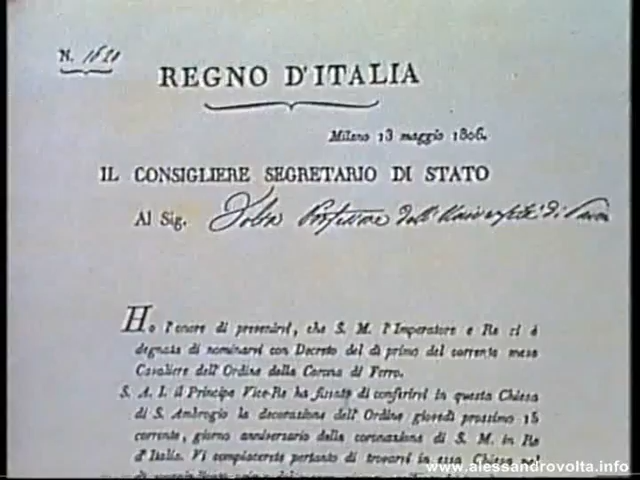 N. 1621
REGNO D'ITALIA
Milano 13 maggio 1806.
IL CONSIGLIERE SEGRETARIO DI STATO
Al Sig. Volta Professore dell'Università di Pavia
Ho l'onore di prevenirvi, che S. M. l'Imperatore e Re si è
degnata di nominarvi con Decreto del dì primo del corrente mese
Cavaliere dell'Ordine della Corona di Ferro.
S. A. I. il Principe Vice-Re ha fissato di conferirvi in questa Chiesa
di S. Ambrogio la decorazione dell'Ordine giovedì prossimo 15
corrente, giorno anniversario della coronazione di S. M. in Re
d'Italia. Vi compiacerete pertanto di trovarvi in essa Chiesa nel
www.alessandrovolta.info